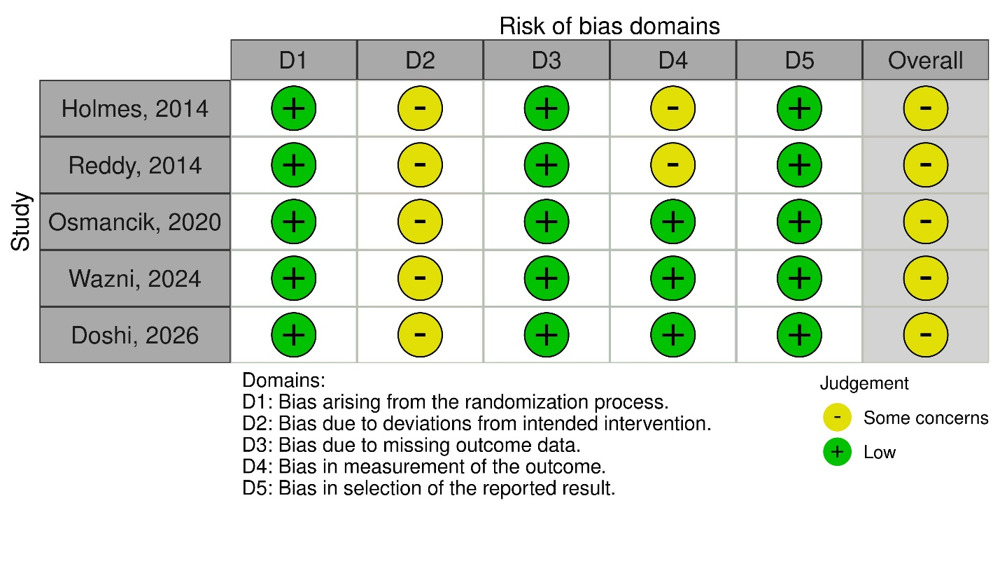 Risk of bias domains
D1 D2 D3 D4 D5 Overall
Study
Holmes, 2014 + - + - + -
Reddy, 2014 + - + - + -
Osmancik, 2020 + - + + + -
Wazni, 2024 + - + + + -
Doshi, 2026 + - + + + -
Domains:
D1: Bias arising from the randomization process.
D2: Bias due to deviations from intended intervention.
D3: Bias due to missing outcome data.
D4: Bias in measurement of the outcome.
D5: Bias in selection of the reported result.
Judgement
- Some concerns
+ Low